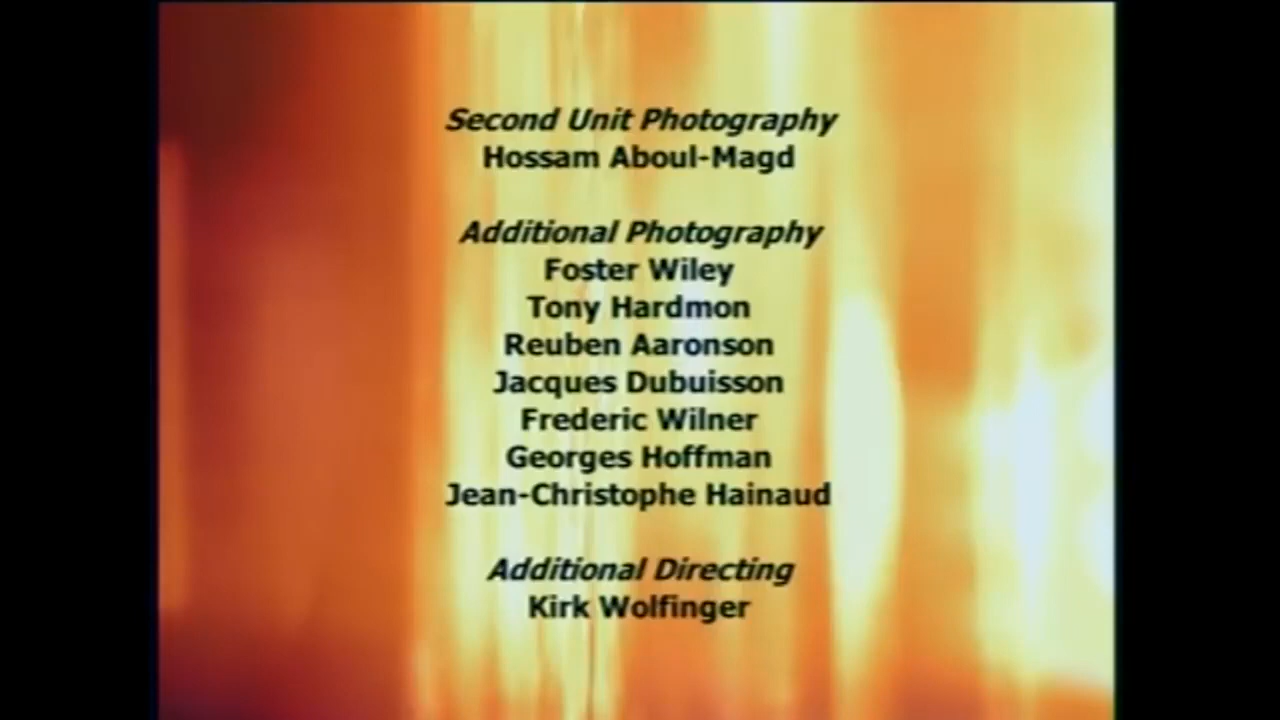 Second Unit Photography
Hossam Aboul-Magd
Additional Photography
Foster Wiley
Tony Hardmon
Reuben Aaronson
Jacques Dubuisson
Frederic Wilner
Georges Hoffman
Jean-Christophe Hainaud
Additional Directing
Kirk Wolfinger